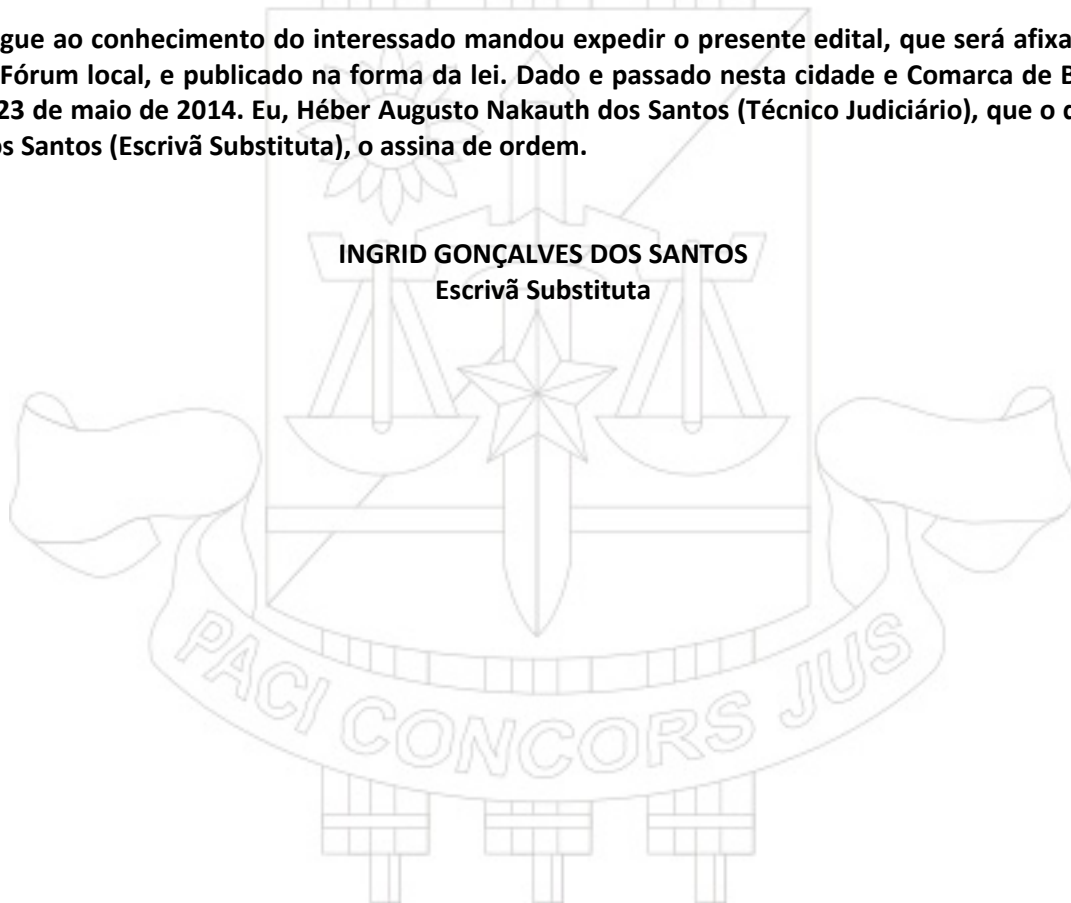 gue ao conhecimento do interessado mandou expedir o presente edital, que será afixa
Fórum local, e publicado na forma da lei. Dado e passado nesta cidade e Comarca de B
23 de maio de 2014. Eu, Héber Augusto Nakauth dos Santos (Técnico Judiciário), que o
os Santos (Escrivã Substituta), o assina de ordem.
INGRID GONÇALVES DOS SANTOS
Escrivã Substituta
PACI CONCORS JUS